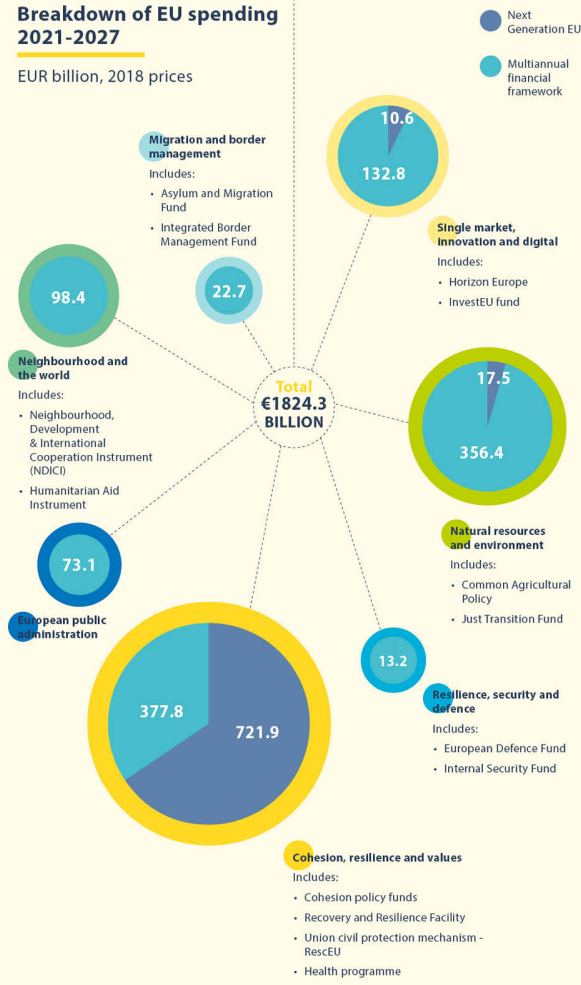 Breakdown of EU spending
2021-2027
EUR billion, 2018 prices
Next
Generation EU
Multiannual
financial
framework
10.6
132.8
Single market,
innovation and digital
Includes:
• Horizon Europe
• InvestEU fund
Migration and border
management
Includes:
• Asylum and Migration
Fund
• Integrated Border
Management Fund
22.7
98.4
Neighbourhood and
the world
Includes:
• Neighbourhood,
Development
& International
Cooperation Instrument
(NDICI)
• Humanitarian Aid
Instrument
Total
€1824.3
BILLION
17.5
356.4
Natural resources
and environment
Includes:
• Common Agricultural
Policy
• Just Transition Fund
73.1
European public
administration
13.2
Resilience, security and
defence
Includes:
• European Defence Fund
• Internal Security Fund
377.8
721.9
Cohesion, resilience and values
Includes:
• Cohesion policy funds
• Recovery and Resilience Facility
• Union civil protection mechanism -
RescEU
• Health programme